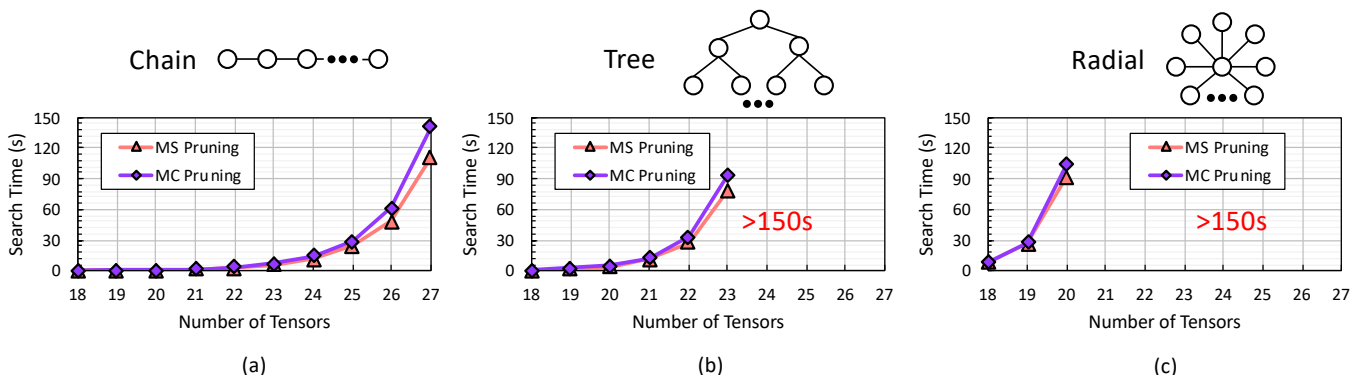 Chain
Search Time (s)
150
120
90
60
30
0
MS Pruning
MC Pruning
18 19 20 21 22 23 24 25 26 27
Number of Tensors
(a)
Tree
Search Time (s)
150
120
90
60
30
0
MS Pruning
MC Pruning
>150s
18 19 20 21 22 23 24 25 26 27
Number of Tensors
(b)
Radial
Search Time (s)
150
120
90
60
30
0
MS Pruning
MC Pruning
>150s
18 19 20 21 22 23 24 25 26 27
Number of Tensors
(c)